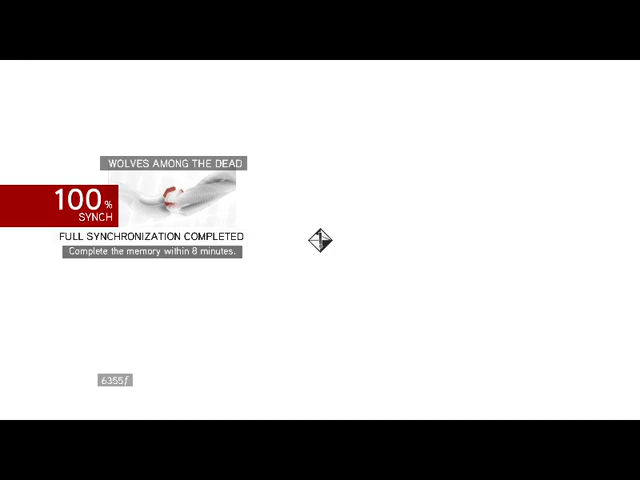 WOLVES AMONG THE DEAD
100 %
SYNCH
FULL SYNCHRONIZATION COMPLETED
Complete the memory within 8 minutes.
6355f